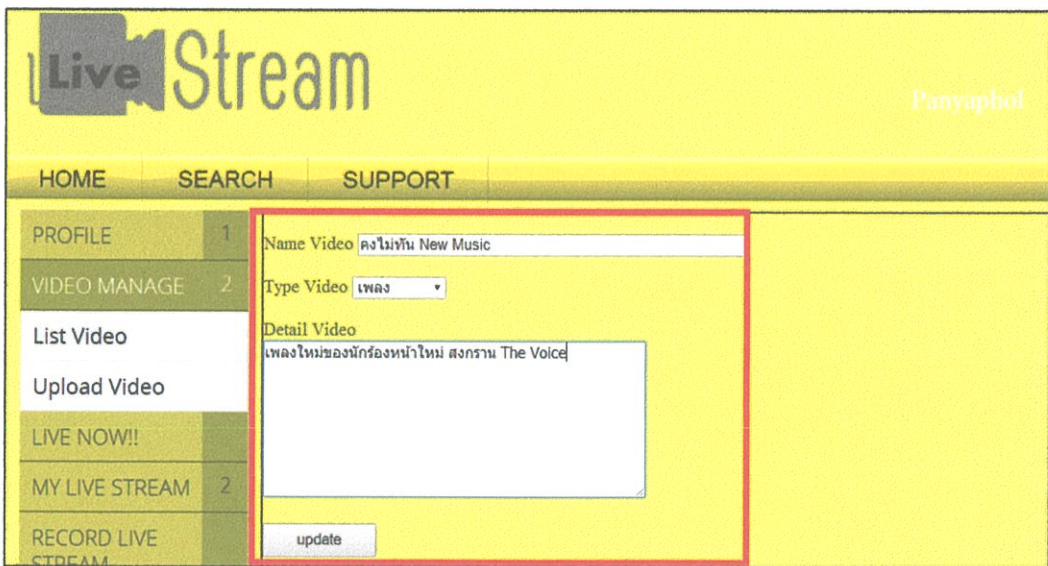 Live Stream
Panyaphol
HOME SEARCH SUPPORT
PROFILE 1
VIDEO MANAGE 2
List Video
Upload Video
LIVE NOW!!
MY LIVE STREAM 2
RECORD LIVE
STREAM
Name Video คงไม่ทัน New Music
Type Video เพลง
Detail Video
เพลงใหม่ของนักร้องหน้าใหม่ สงกราน The Voice
update